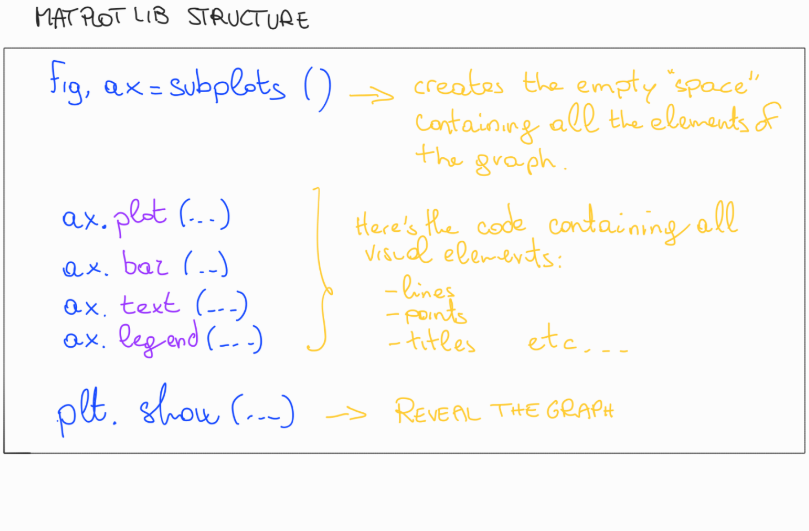 MATPLOTLIB STRUCTURE
fig, ax = subplots ()
creates the empty "space"
containing all the elements of
the graph.
ax. plot (...)
ax. bar (...)
ax. text (...)
ax. legend (...)
Here's the code containing all
visual elements:
- lines
- points
- titles etc...
plt. show (...)
REVEAL THE GRAPH